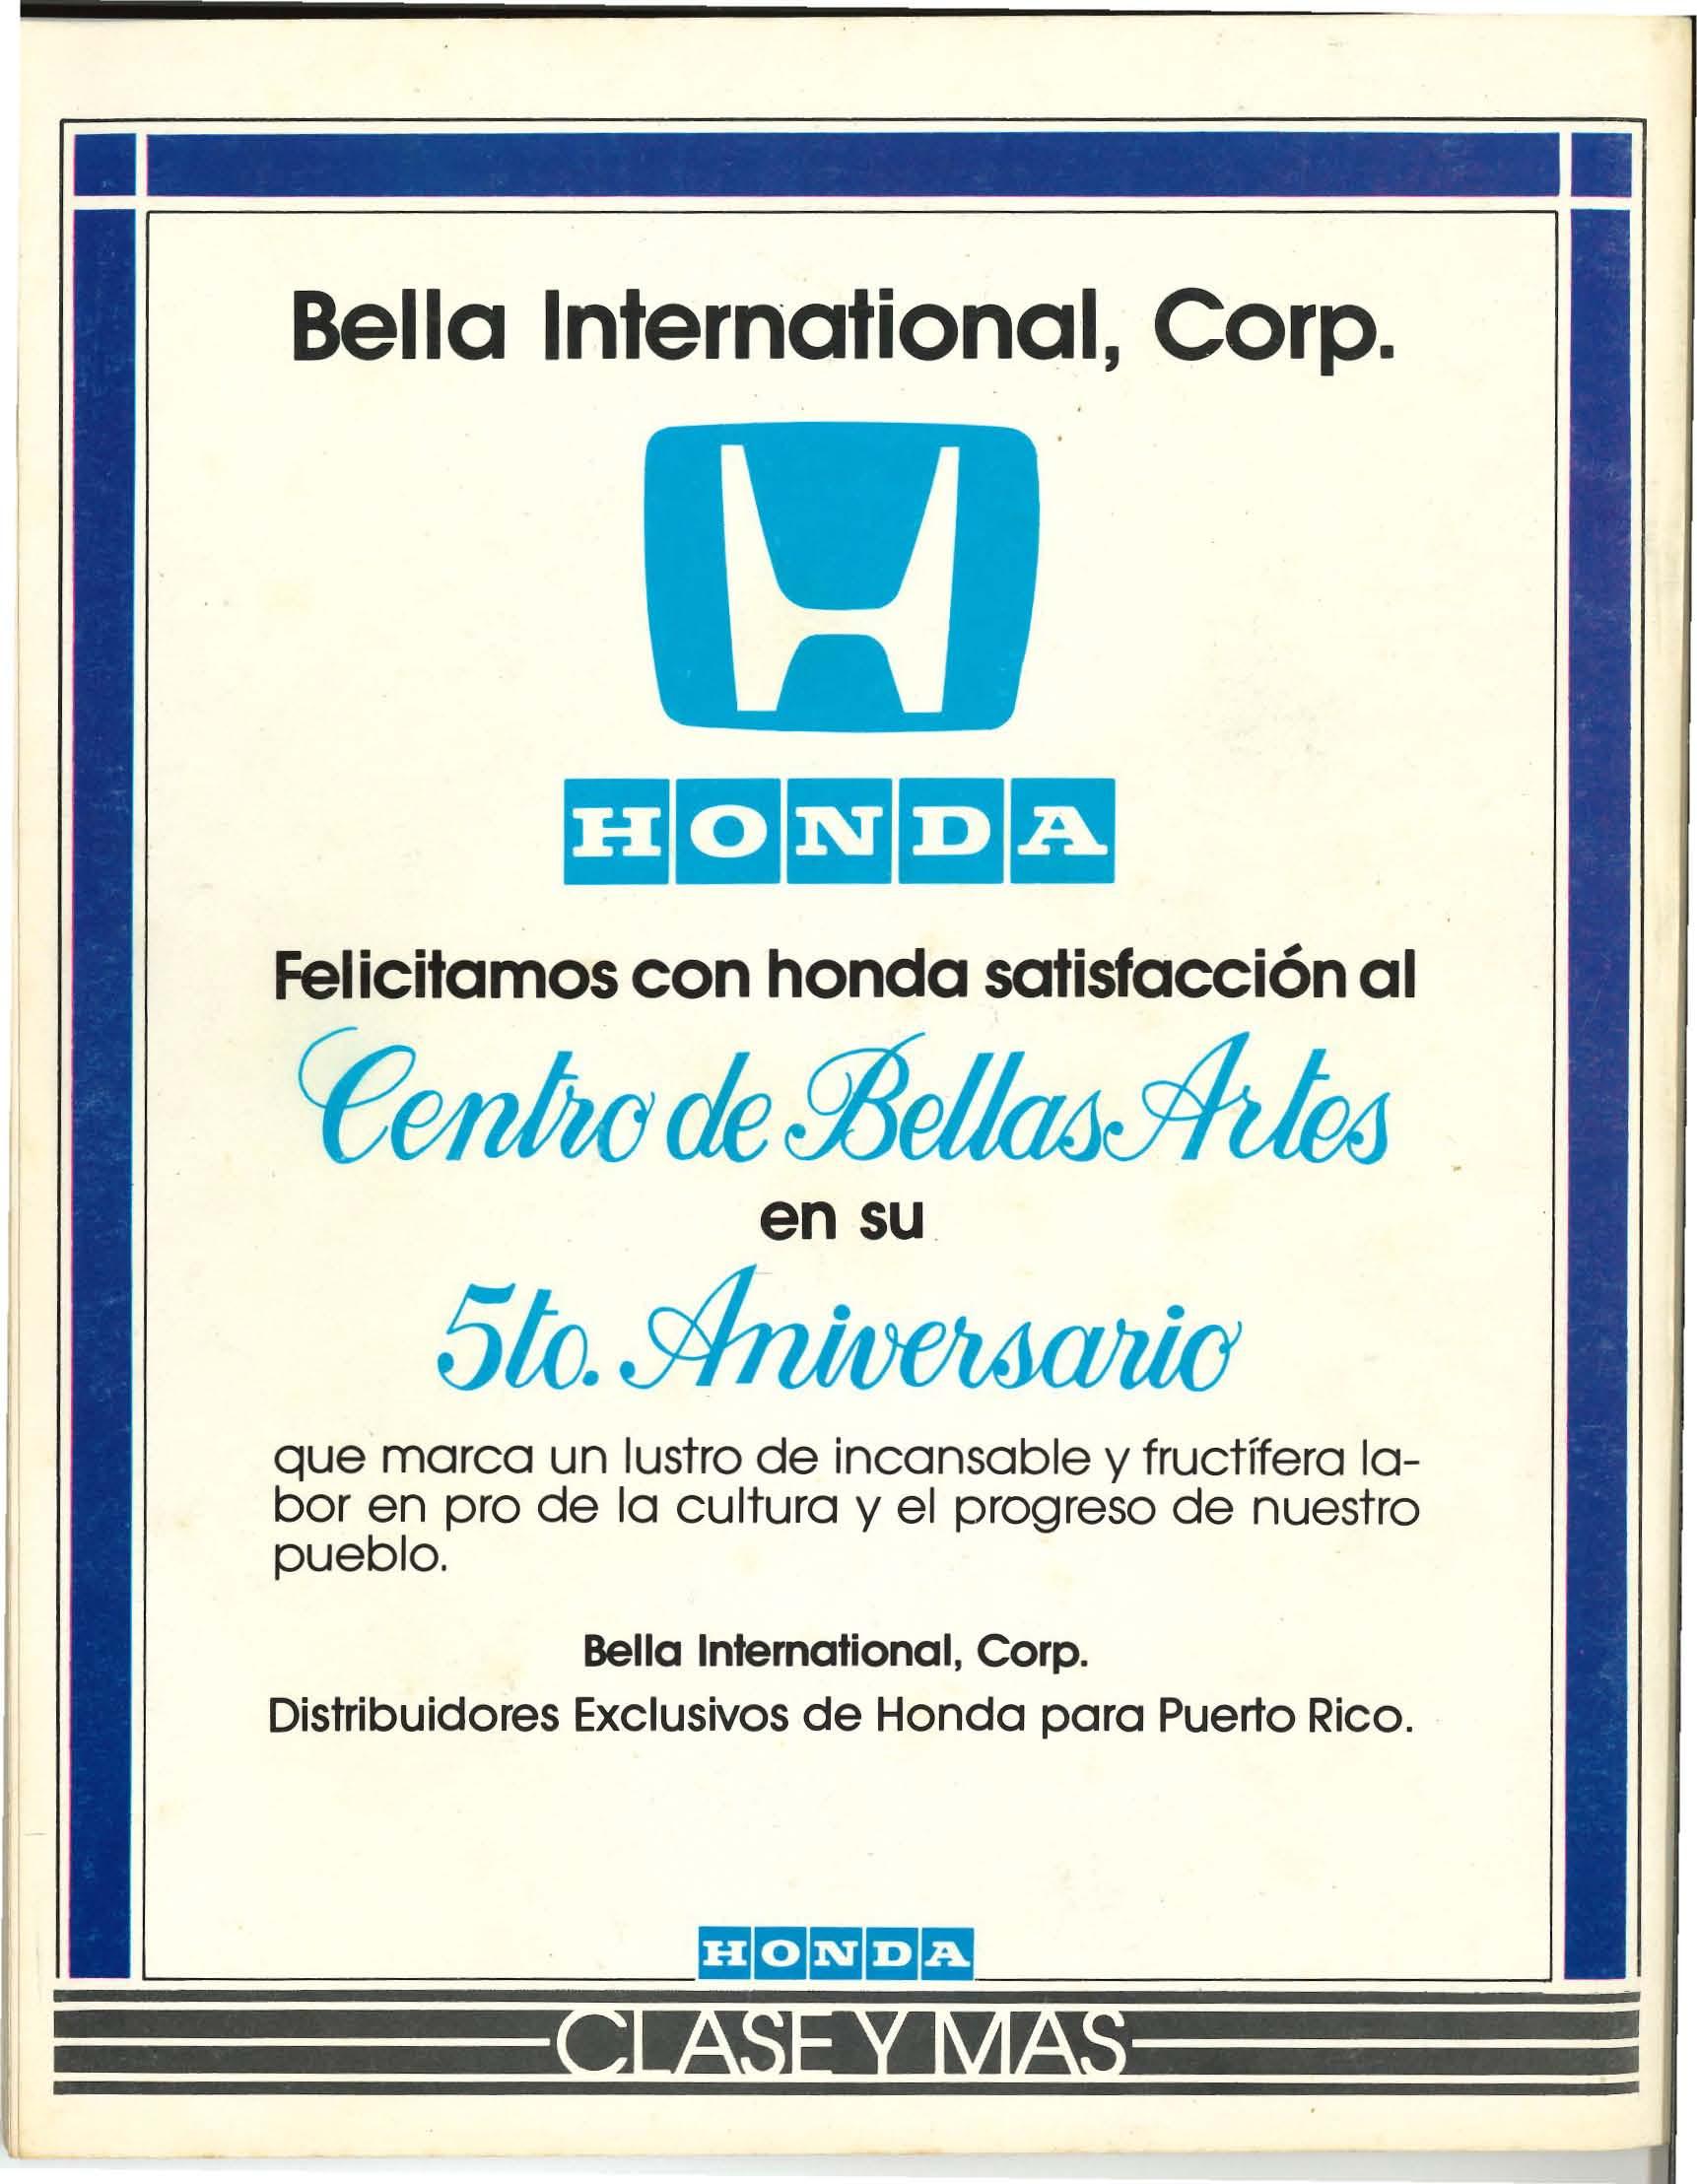 Bella International, Corp.
HONDA
Felicitamos con honda satisfacción al
Centro de Bellas Artes
en su
5to. Aniversario
que marca un lustro de incansable y fructífera la-
bor en pro de la cultura y el progreso de nuestro
pueblo.
Bella International, Corp.
Distribuidores Exclusivos de Honda para Puerto Rico.
HONDA
CLASE Y MAS